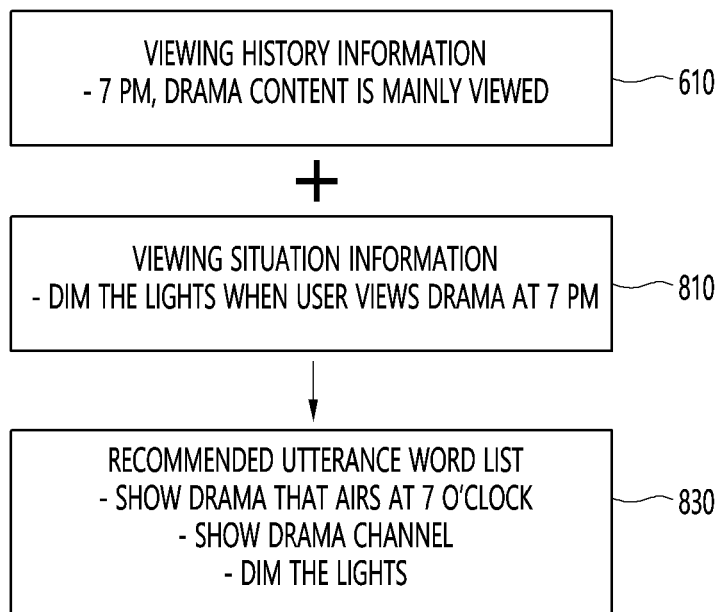 VIEWING HISTORY INFORMATION
- 7 PM, DRAMA CONTENT IS MAINLY VIEWED
610
+
VIEWING SITUATION INFORMATION
- DIM THE LIGHTS WHEN USER VIEWS DRAMA AT 7 PM
810
RECOMMENDED UTTERANCE WORD LIST
- SHOW DRAMA THAT AIRS AT 7 O'CLOCK
- SHOW DRAMA CHANNEL
- DIM THE LIGHTS
830